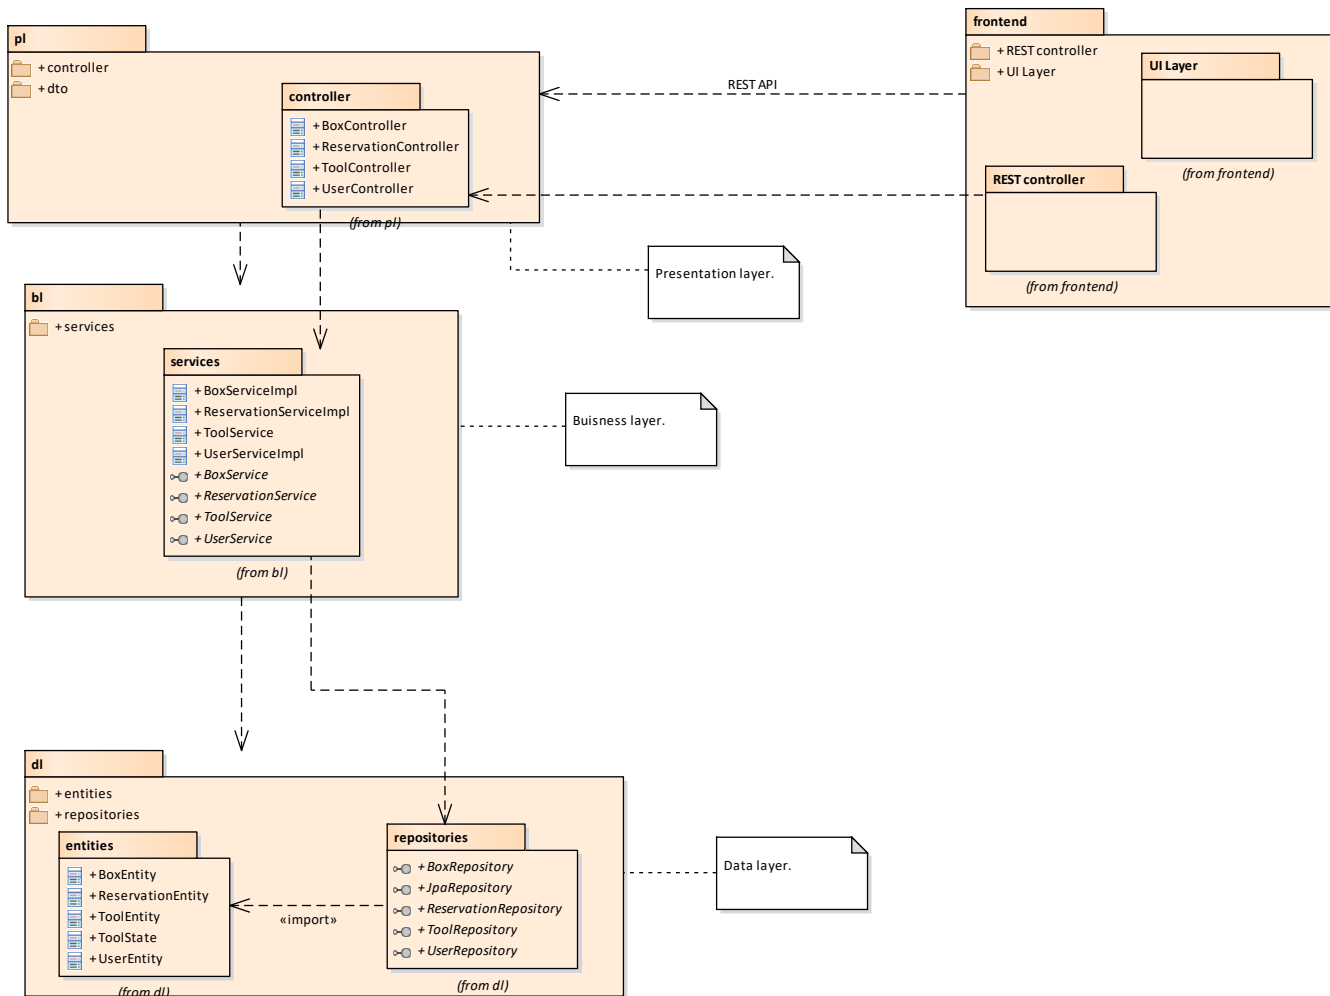 pl
+ controller
+ dto
controller
+ BoxController
+ ReservationController
+ ToolController
+ UserController
(from pl)
REST API
frontend
+ REST controller
+ UI Layer
UI Layer
(from frontend)
REST controller
(from frontend)
Presentation layer.
bl
+ services
services
+ BoxServiceImpl
+ ReservationServiceImpl
+ ToolService
+ UserServiceImpl
+ BoxService
+ ReservationService
+ ToolService
+ UserService
(from bl)
Buisness layer.
dl
+ entities
+ repositories
entities
+ BoxEntity
+ ReservationEntity
+ ToolEntity
+ ToolState
+ UserEntity
(from dl)
«import»
repositories
+ BoxRepository
+ JpaRepository
+ ReservationRepository
+ ToolRepository
+ UserRepository
(from dl)
Data layer.